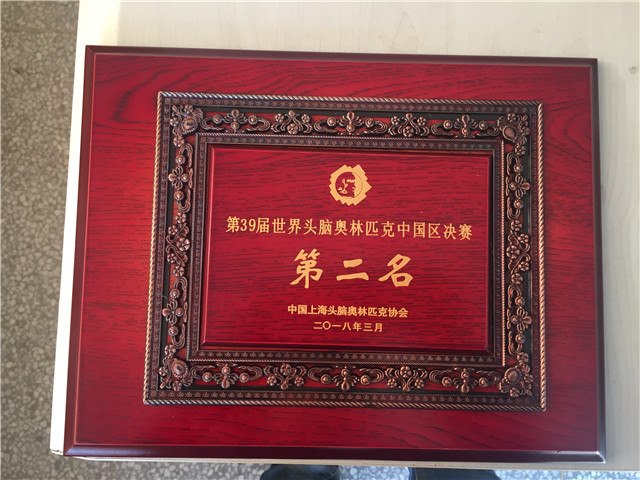 第39届世界头脑奥林匹克中国区决赛
第二名
中国上海头脑奥林匹克协会
二〇一八年三月